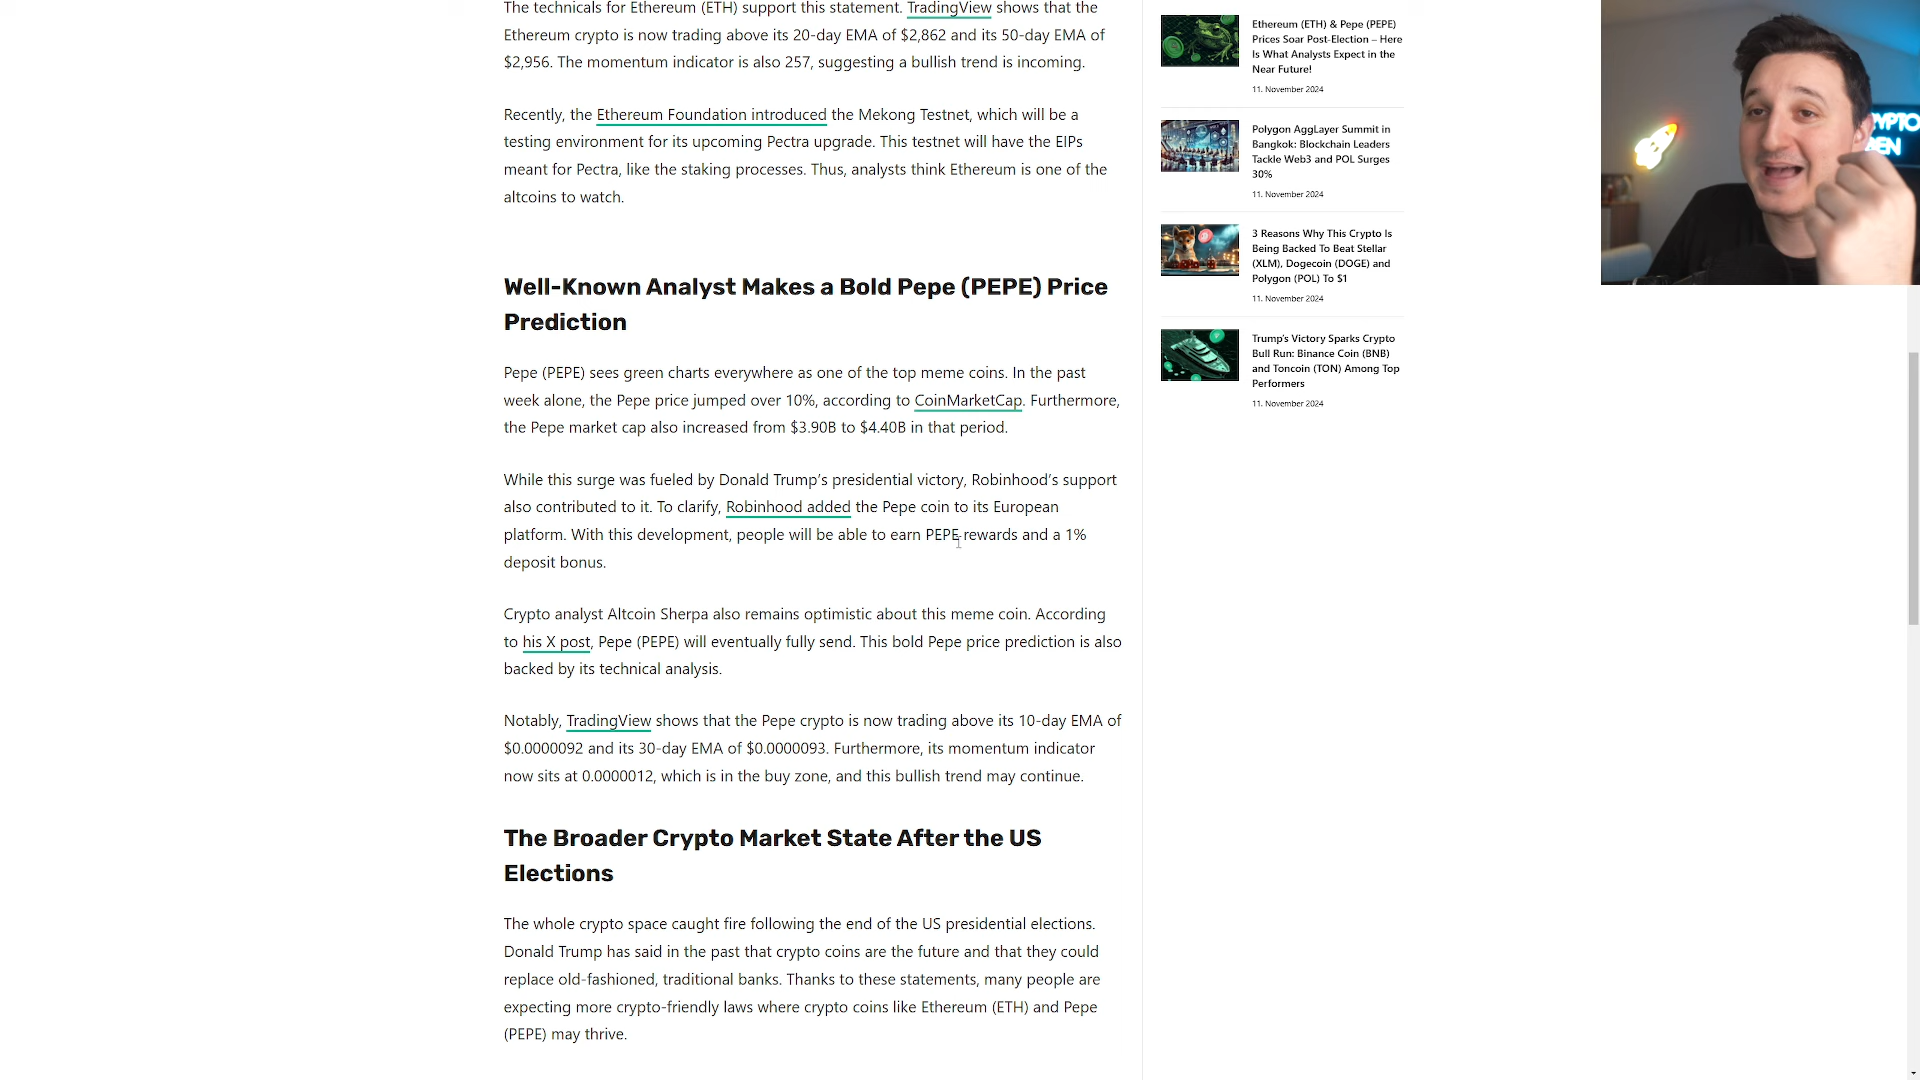 The technicals for Ethereum (ETH) support this statement. TradingView shows that the
Ethereum crypto is now trading above its 20-day EMA of $2,862 and its 50-day EMA of
$2,956. The momentum indicator is also 257, suggesting a bullish trend is incoming.
Recently, the Ethereum Foundation introduced the Mekong Testnet, which will be a
testing environment for its upcoming Pectra upgrade. This testnet will have the EIPs
meant for Pectra, like the staking processes. Thus, analysts think Ethereum is one of the
altcoins to watch.
Well-Known Analyst Makes a Bold Pepe (PEPE) Price
Prediction
Pepe (PEPE) sees green charts everywhere as one of the top meme coins. In the past
week alone, the Pepe price jumped over 10%, according to CoinMarketCap. Furthermore,
the Pepe market cap also increased from $3.90B to $4.40B in that period.
While this surge was fueled by Donald Trump's presidential victory, Robinhood's support
also contributed to it. To clarify, Robinhood added the Pepe coin to its European
platform. With this development, people will be able to earn PEPE rewards and a 1%
deposit bonus.
Crypto analyst Altcoin Sherpa also remains optimistic about this meme coin. According
to his X post, Pepe (PEPE) will eventually fully send. This bold Pepe price prediction is also
backed by its technical analysis.
Notably, TradingView shows that the Pepe crypto is now trading above its 10-day EMA of
$0.0000092 and its 30-day EMA of $0.0000093. Furthermore, its momentum indicator
now sits at 0.0000012, which is in the buy zone, and this bullish trend may continue.
The Broader Crypto Market State After the US
Elections
The whole crypto space caught fire following the end of the US presidential elections.
Donald Trump has said in the past that crypto coins are the future and that they could
replace old-fashioned, traditional banks. Thanks to these statements, many people are
expecting more crypto-friendly laws where crypto coins like Ethereum (ETH) and Pepe
(PEPE) may thrive.
Ethereum (ETH) & Pepe (PEPE)
Prices Soar Post-Election – Here
Is What Analysts Expect in the
Near Future!
11. November 2024
Polygon AggLayer Summit in
Bangkok: Blockchain Leaders
Tackle Web3 and POL Surges
30%
11. November 2024
3 Reasons Why This Crypto Is
Being Backed To Beat Stellar
(XLM), Dogecoin (DOGE) and
Polygon (POL) To $1
11. November 2024
Trump's Victory Sparks Crypto
Bull Run: Binance Coin (BNB)
and Toncoin (TON) Among Top
Performers
11. November 2024